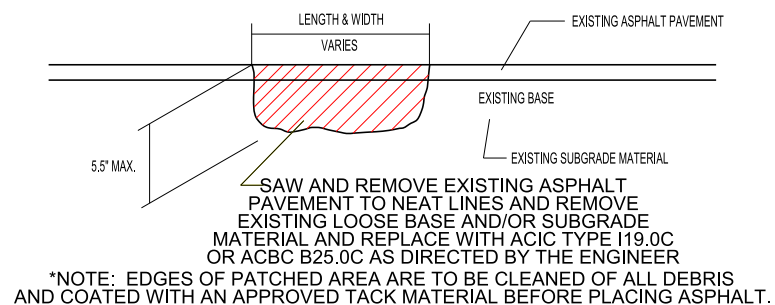 LENGTH & WIDTH
VARIES
EXISTING ASPHALT PAVEMENT
EXISTING BASE
5.5" MAX.
EXISTING SUBGRADE MATERIAL
SAW AND REMOVE EXISTING ASPHALT
PAVEMENT TO NEAT LINES AND REMOVE
EXISTING LOOSE BASE AND/OR SUBGRADE
MATERIAL AND REPLACE WITH ACIC TYPE I19.0C
OR ACBC B25.0C AS DIRECTED BY THE ENGINEER
*NOTE: EDGES OF PATCHED AREA ARE TO BE CLEANED OF ALL DEBRIS
AND COATED WITH AN APPROVED TACK MATERIAL BEFORE PLACING ASPHALT.